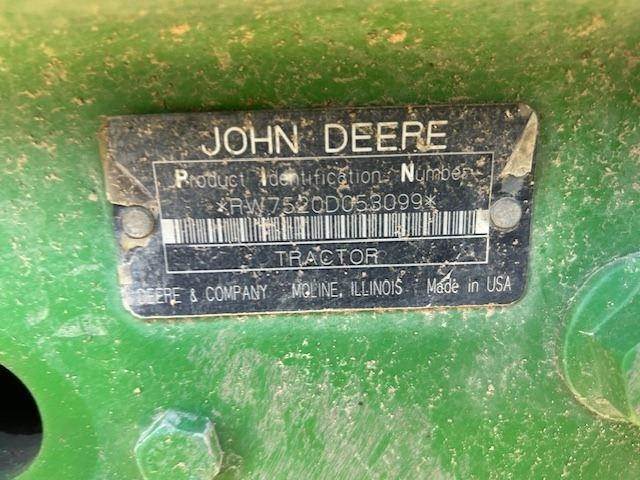 JOHN DEERE
Product Identification Number
*RW7520D053099*
TRACTOR
DEERE & COMPANY MOLINE, ILLINOIS Made in USA